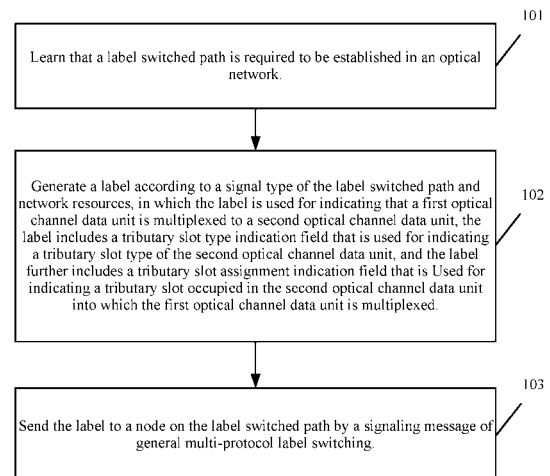 101
Learn that a label switched path is required to be established in an optical
network.
102
Generate a label according to a signal type of the label switched path and
network resources, in which the label is used for indicating that a first optical
channel data unit is multiplexed to a second optical channel data unit, the
label includes a tributary slot type indication field that is used for indicating
a tributary slot type of the second optical channel data unit, and the label
further includes a tributary slot assignment indication field that is Used for
indicating a tributary slot occupied in the second optical channel data unit
into which the first optical channel data unit is multiplexed.
103
Send the label to a node on the label switched path by a signaling message of
general multi-protocol label switching.